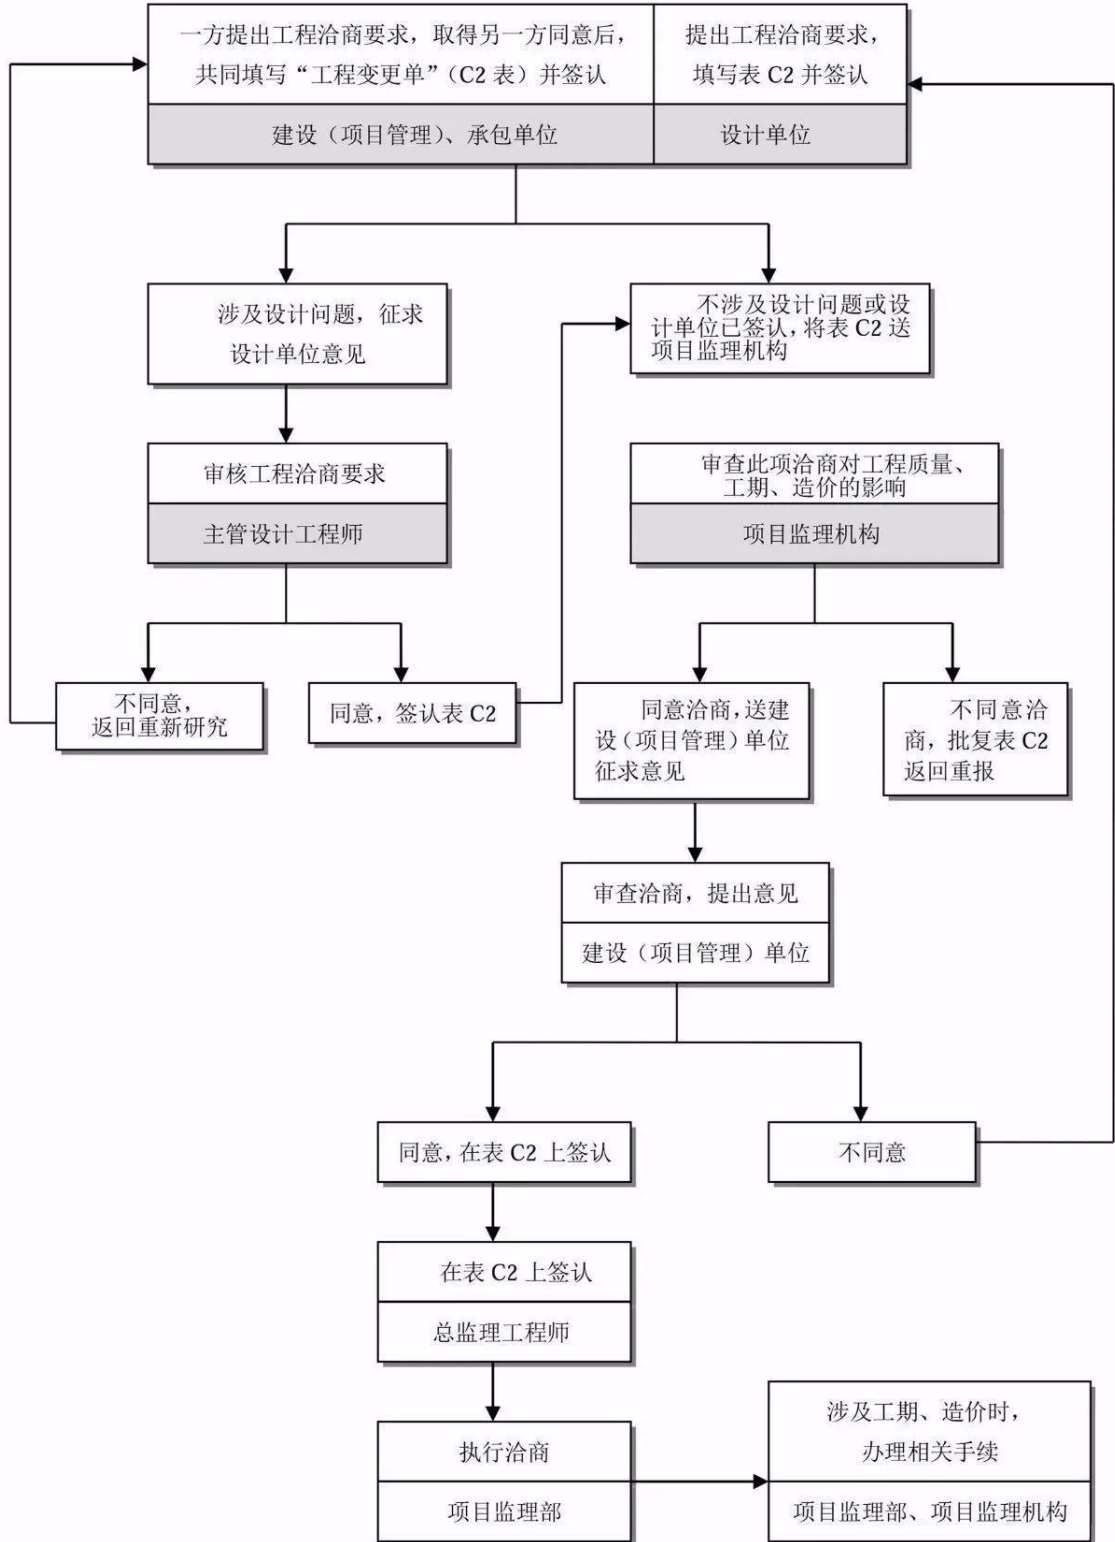 一方提出工程洽商要求，取得另一方同意后，
共同填写“工程变更单”（C2 表）并签认
提出工程洽商要求，
填写表 C2 并签认
建设（项目管理）、承包单位
设计单位
涉及设计问题，征求
设计单位意见
不涉及设计问题或设
计单位已签认，将表 C2 送
项目监理机构
审核工程洽商要求
主管设计工程师
审查此项洽商对工程质量、
工期、造价的影响
项目监理机构
不同意，
返回重新研究
同意，签认表 C2
同意洽商，送建
设（项目管理）单位
征求意见
不同意洽
商，批复表 C2
返回重报
审查洽商，提出意见
建设（项目管理）单位
同意，在表 C2 上签认
不同意
在表 C2 上签认
总监理工程师
执行洽商
项目监理部
涉及工期、造价时，
办理相关手续
项目监理部、项目监理机构